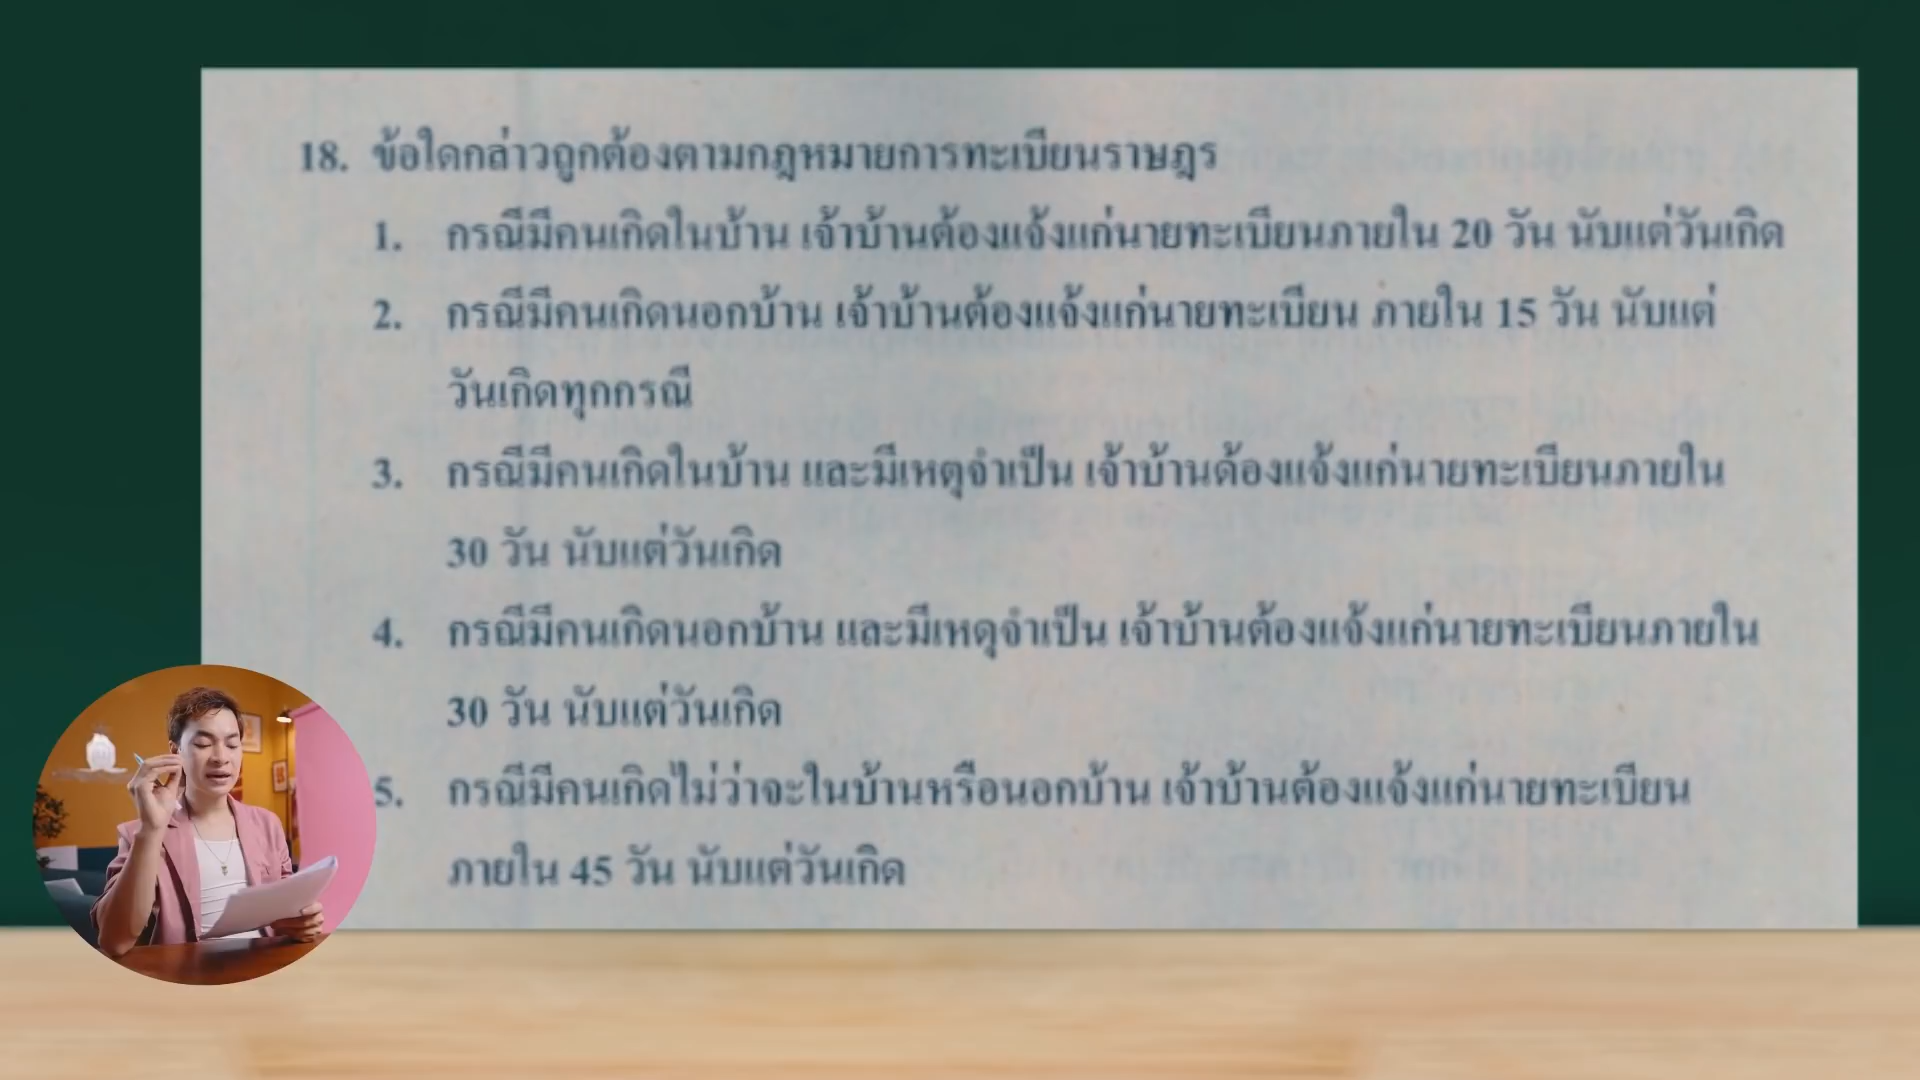 18. ข้อใดกล่าวถูกต้องตามกฎหมายการทะเบียนราษฎร
1. กรณีมีคนเกิดในบ้าน เจ้าบ้านต้องแจ้งแก่นายทะเบียนภายใน 20 วัน นับแต่วันเกิด
2. กรณีมีคนเกิดนอกบ้าน เจ้าบ้านต้องแจ้งแก่นายทะเบียน ภายใน 15 วัน นับแต่
วันเกิดทุกกรณี
3. กรณีมีคนเกิดในบ้าน และมีเหตุจำเป็น เจ้าบ้านต้องแจ้งแก่นายทะเบียนภายใน
30 วัน นับแต่วันเกิด
4. กรณีมีคนเกิดนอกบ้าน และมีเหตุจำเป็น เจ้าบ้านต้องแจ้งแก่นายทะเบียนภายใน
30 วัน นับแต่วันเกิด
5. กรณีมีคนเกิดไม่ว่าจะในบ้านหรือนอกบ้าน เจ้าบ้านต้องแจ้งแก่นายทะเบียน
ภายใน 45 วัน นับแต่วันเกิด